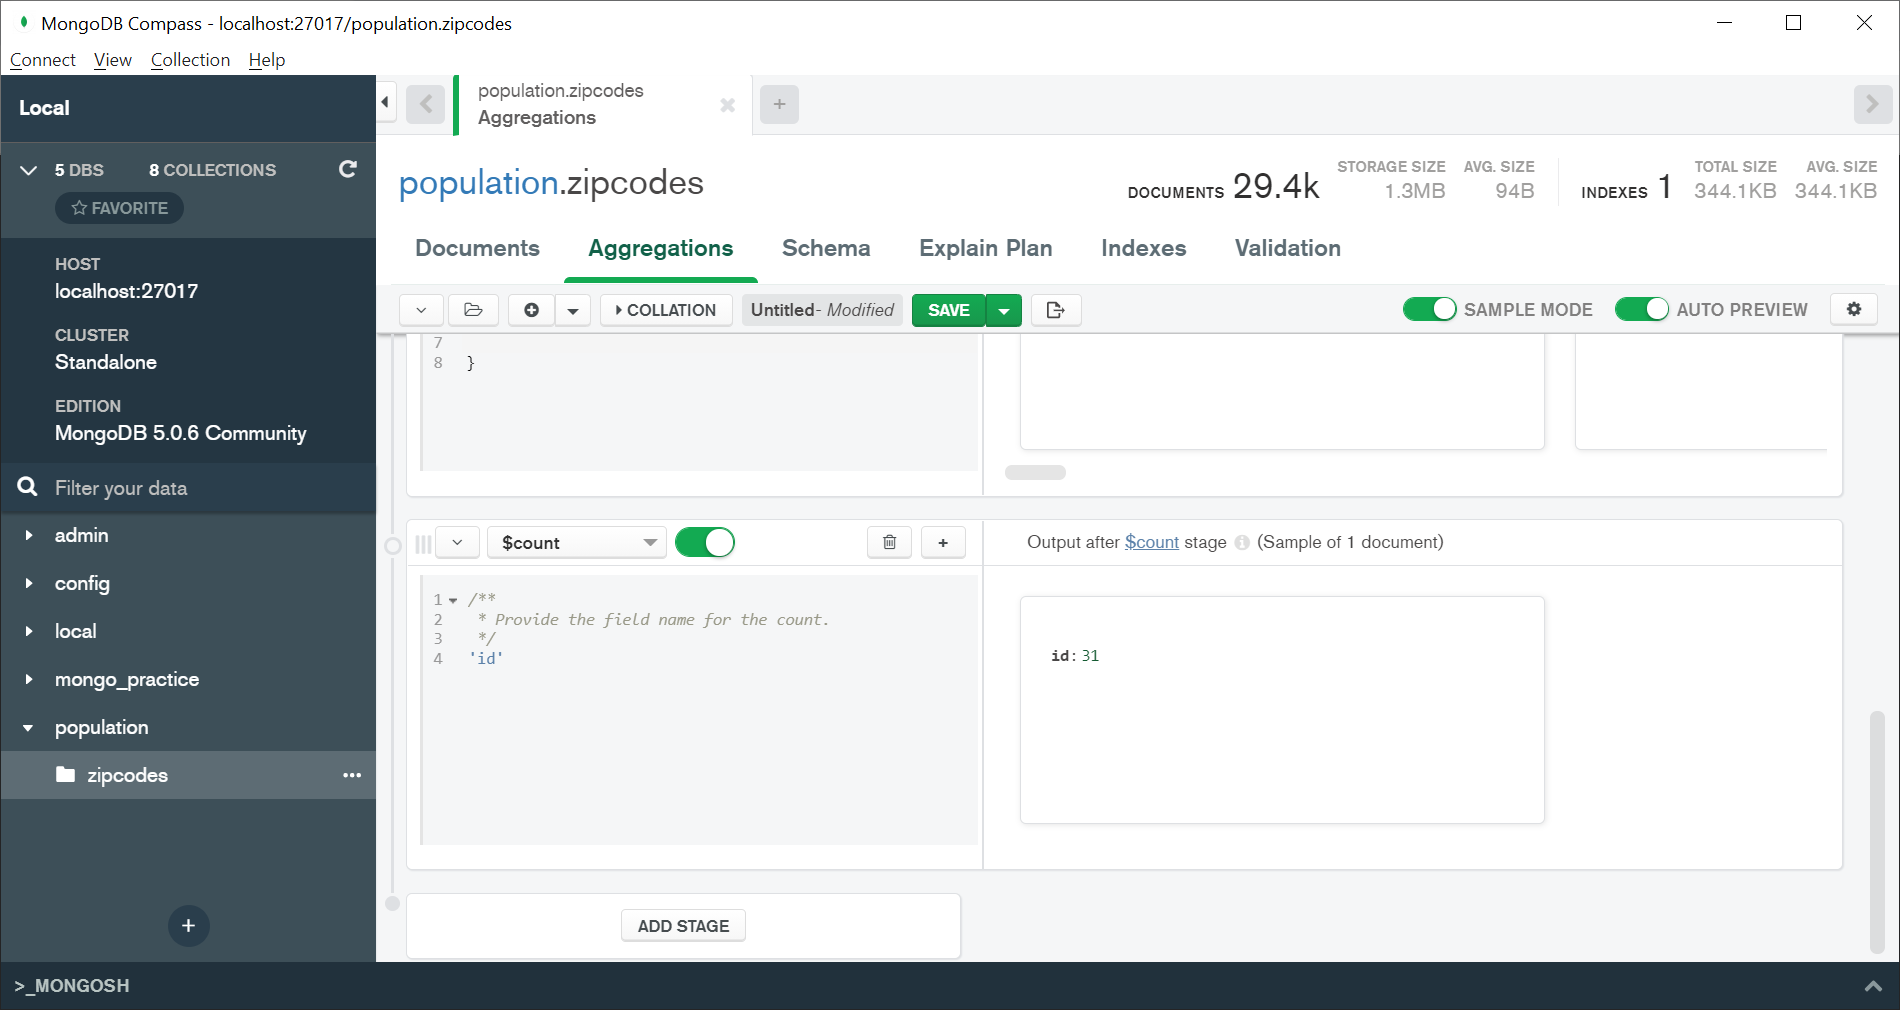 MongoDB Compass - localhost:27017/population.zipcodes
Connect View Collection Help
Local
5 DBS 8 COLLECTIONS
FAVORITE
HOST
localhost:27017
CLUSTER
Standalone
EDITION
MongoDB 5.0.6 Community
Filter your data
admin
config
local
mongo_practice
population
zipcodes
population.zipcodes
Aggregations
population.zipcodes
DOCUMENTS 29.4k
STORAGE SIZE
1.3MB
AVG. SIZE
94B
INDEXES 1
TOTAL SIZE
344.1KB
AVG. SIZE
344.1KB
Documents Aggregations Schema Explain Plan Indexes Validation
COLLATION Untitled- Modified SAVE SAMPLE MODE AUTO PREVIEW
7
8 }
$count
Output after $count stage (Sample of 1 document)
1 /**
2 * Provide the field name for the count.
3 */
4 'id'
id: 31
ADD STAGE
>_MONGOSH